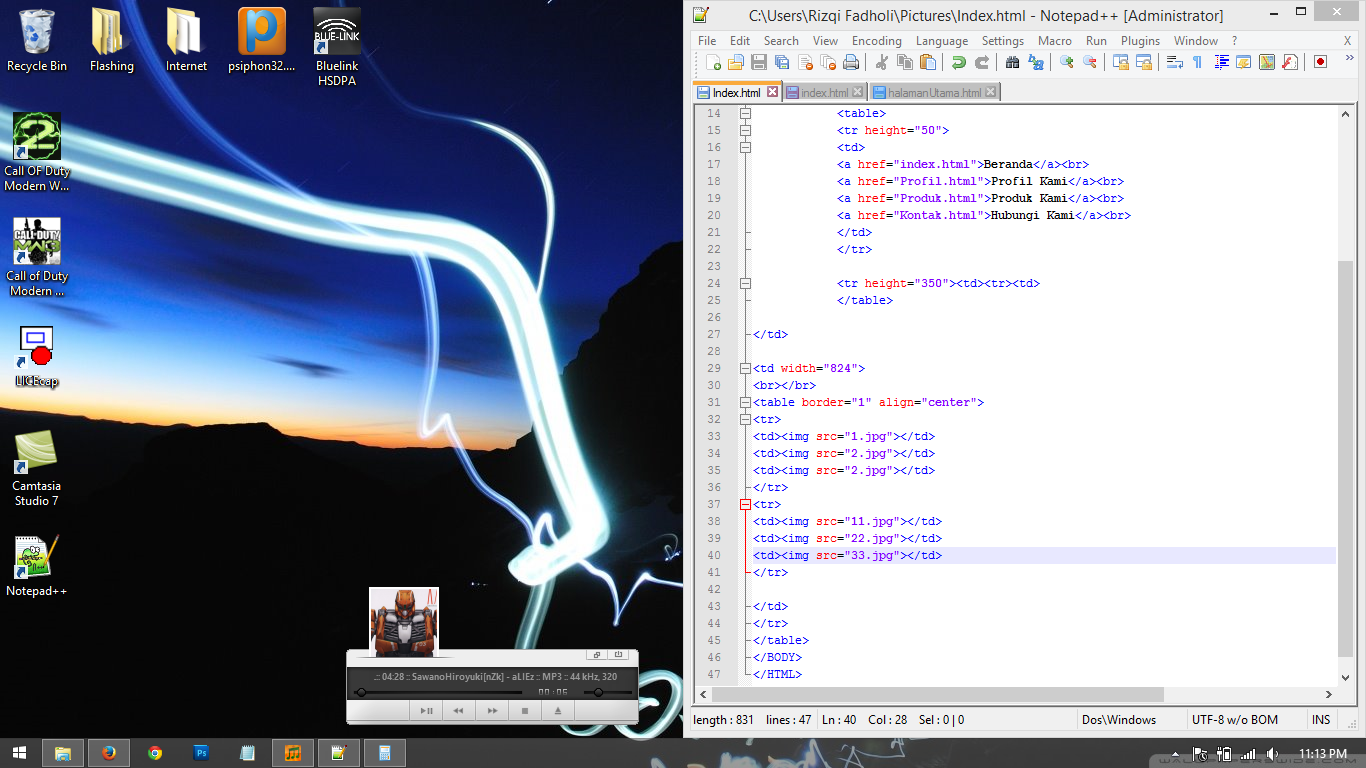 Recycle Bin
Flashing
Internet
psiphon32....
BLUE-LINK
Bluelink
HSDPA
Call OF Duty
Modern W...
CALL OF DUTY
MW3
Call of Duty
Modern ...
LICEcap
Camtasia
Studio 7
Notepad++
.:: 04:28 :: SawanoHiroyuki[nZk] - aLIEz :: MP3 :: 44 kHz, 320
00:06
C:\Users\Rizqi Fadholi\Pictures\Index.html - Notepad++ [Administrator]
File Edit Search View Encoding Language Settings Macro Run Plugins Window ? X
Index.html index.html halamanUtama.html
14 <table>
15 <tr height="50">
16 <td>
17 <a href="index.html">Beranda</a><br>
18 <a href="Profil.html">Profil Kami</a><br>
19 <a href="Produk.html">Produk Kami</a><br>
20 <a href="Kontak.html">Hubungi Kami</a><br>
21 </td>
22 </tr>
23
24 <tr height="350"><td><tr><td>
25 </table>
26
27 </td>
28
29 <td width="824">
30 <br></br>
31 <table border="1" align="center">
32 <tr>
33 <td><img src="1.jpg"></td>
34 <td><img src="2.jpg"></td>
35 <td><img src="2.jpg"></td>
36 </tr>
37 <tr>
38 <td><img src="11.jpg"></td>
39 <td><img src="22.jpg"></td>
40 <td><img src="33.jpg"></td>
41 </tr>
42
43 </td>
44 </tr>
45 </table>
46 </BODY>
47 </HTML>
length : 831 lines : 47 Ln : 40 Col : 28 Sel : 0 | 0 Dos\Windows UTF-8 w/o BOM INS
Ps
11:13 PM